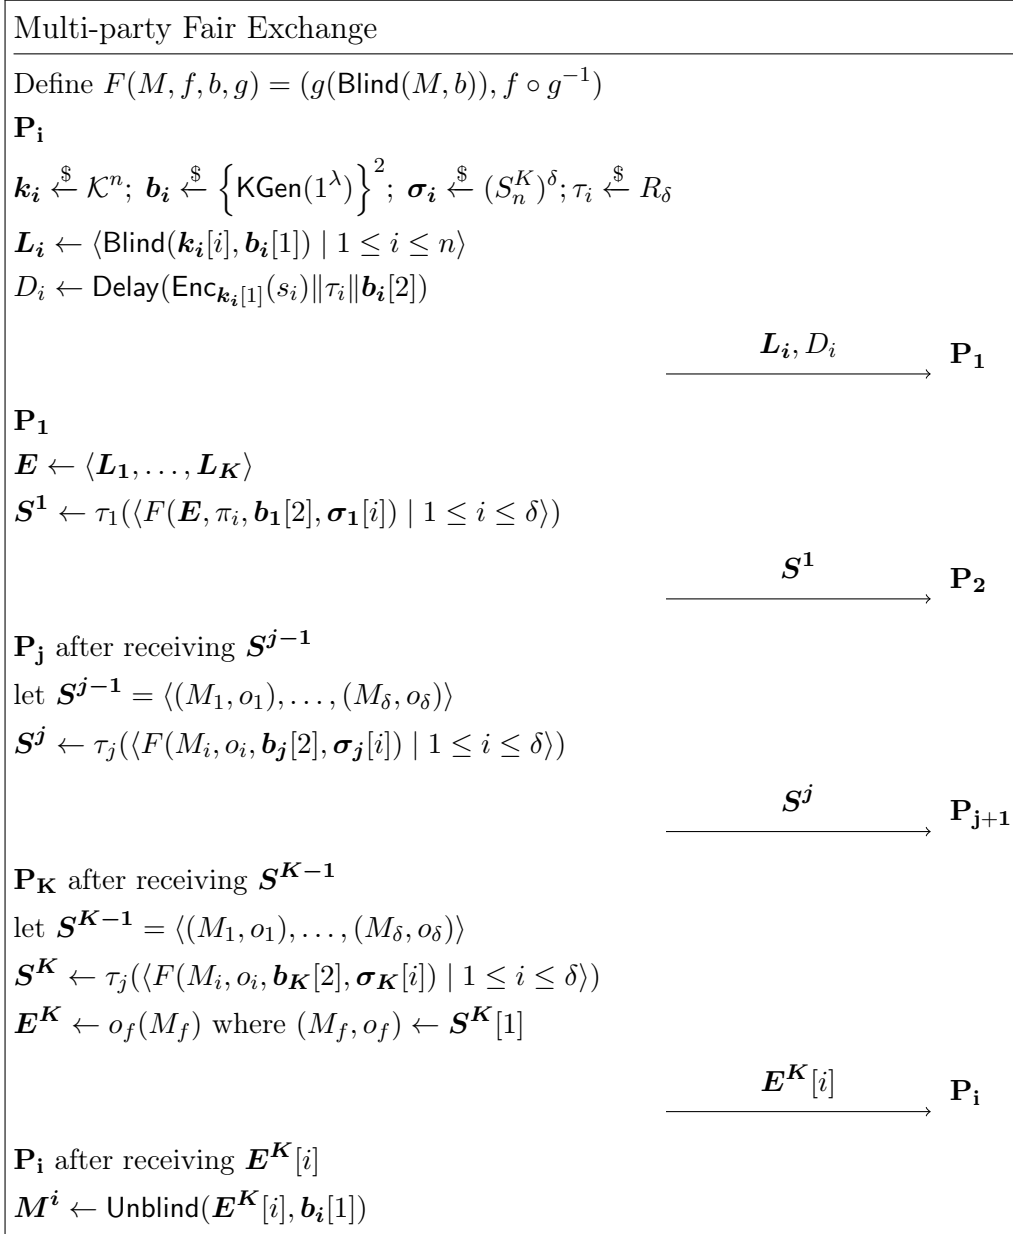 Multi-party Fair Exchange
Define F(M, f, b, g) = (g(Blind(M, b)), f ∘ g⁻¹)
P_i
k_i ←$ 𝒦ⁿ; b_i ←$ {KGen(1^λ)}²; σ_i ←$ (S_n^K)^δ; τ_i ←$ R_δ
L_i ← ⟨Blind(k_i[i], b_i[1]) | 1 ≤ i ≤ n⟩
D_i ← Delay(Enc_{k_i[1]}(s_i)‖τ_i‖b_i[2])
L_i, D_i P_1
P_1
E ← ⟨L_1, …, L_K⟩
S^1 ← τ_1(⟨F(E, π_i, b_1[2], σ_1[i]) | 1 ≤ i ≤ δ⟩)
S^1 P_2
P_j after receiving S^{j−1}
let S^{j−1} = ⟨(M_1, o_1), …, (M_δ, o_δ)⟩
S^j ← τ_j(⟨F(M_i, o_i, b_j[2], σ_j[i]) | 1 ≤ i ≤ δ⟩)
S^j P_{j+1}
P_K after receiving S^{K−1}
let S^{K−1} = ⟨(M_1, o_1), …, (M_δ, o_δ)⟩
S^K ← τ_j(⟨F(M_i, o_i, b_K[2], σ_K[i]) | 1 ≤ i ≤ δ⟩)
E^K ← o_f(M_f) where (M_f, o_f) ← S^K[1]
E^K[i] P_i
P_i after receiving E^K[i]
M^i ← Unblind(E^K[i], b_i[1])